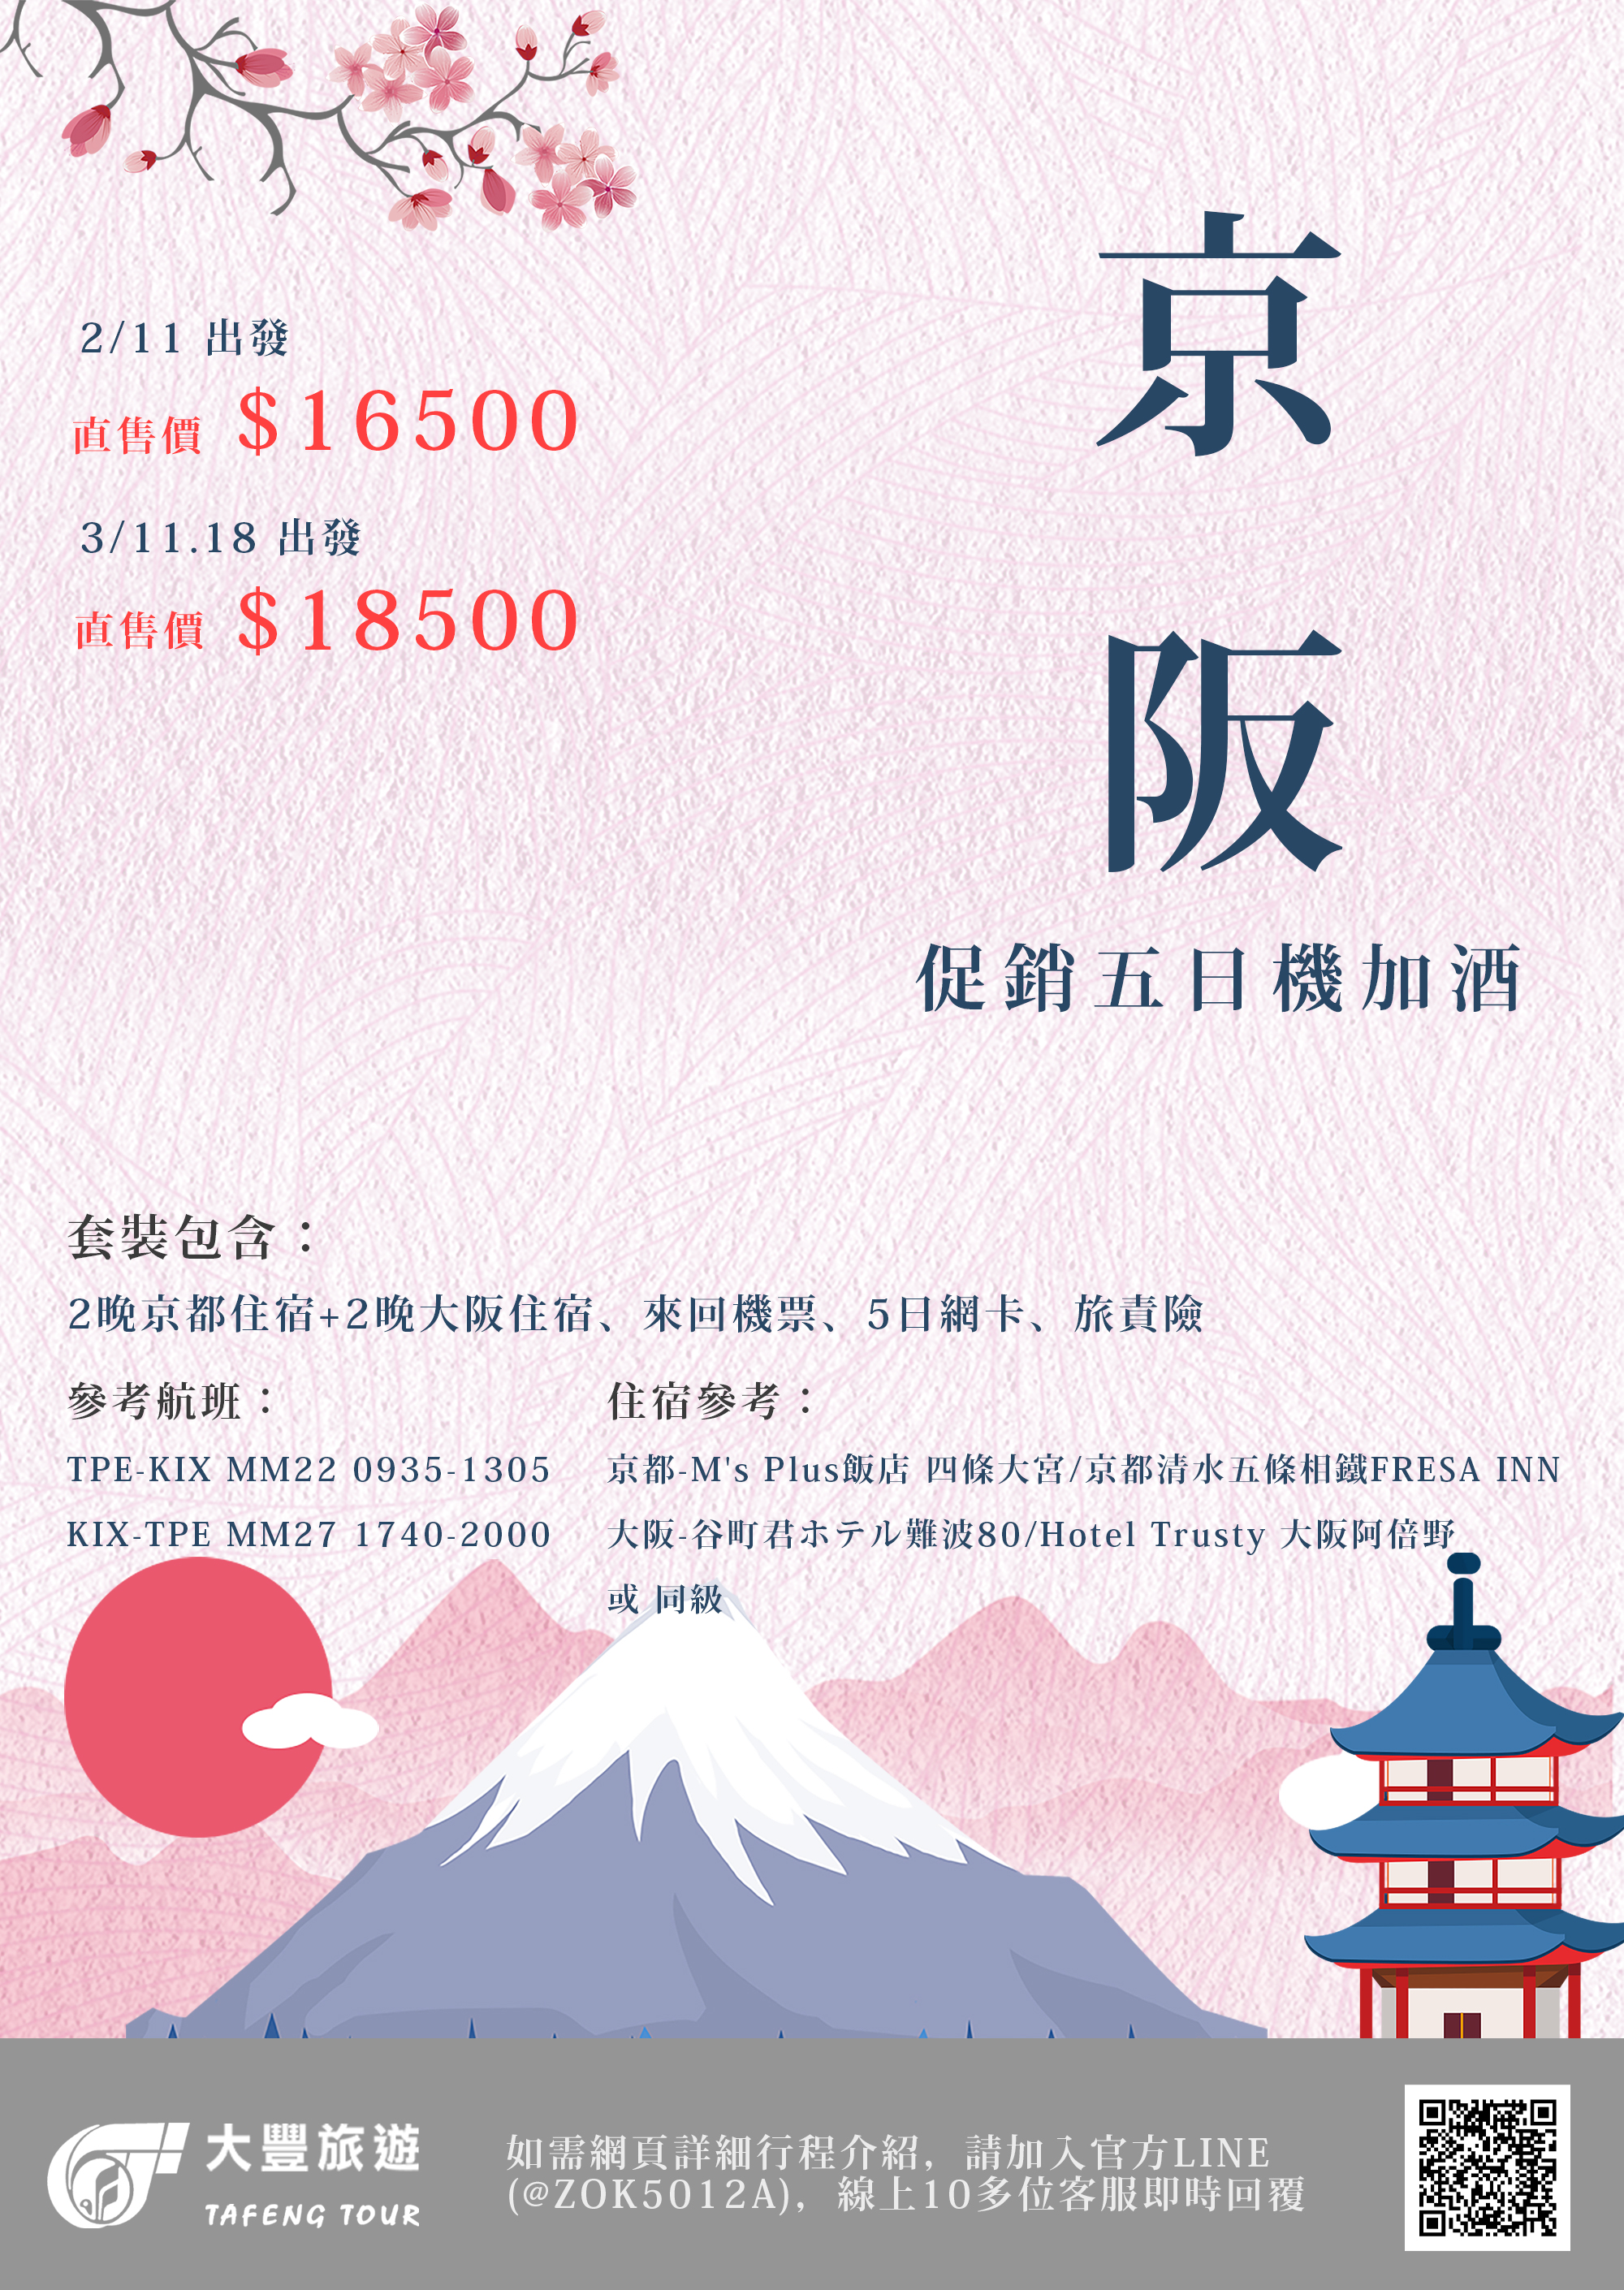 京
阪
促銷五日機加酒
2/11 出發
直售價 $16500
3/11.18 出發
直售價 $18500
套裝包含：
2晚京都住宿+2晚大阪住宿、來回機票、5日網卡、旅責險
參考航班：
TPE-KIX MM22 0935-1305
KIX-TPE MM27 1740-2000
住宿參考：
京都-M's Plus飯店 四條大宮/京都清水五條相鐵FRESA INN
大阪-谷町君ホテル難波80/Hotel Trusty 大阪阿倍野
或 同級
大豐旅遊
TAFENG TOUR
如需網頁詳細行程介紹，請加入官方LINE
(@ZOK5012A)，線上10多位客服即時回覆